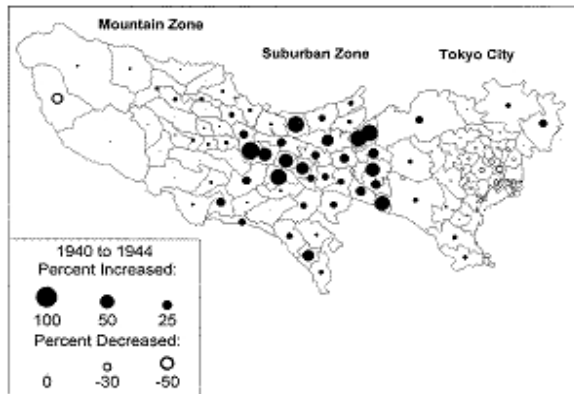 Mountain Zone
Suburban Zone
Tokyo City
1940 to 1944
Percent Increased:
100 50 25
Percent Decreased:
0 -30 -50